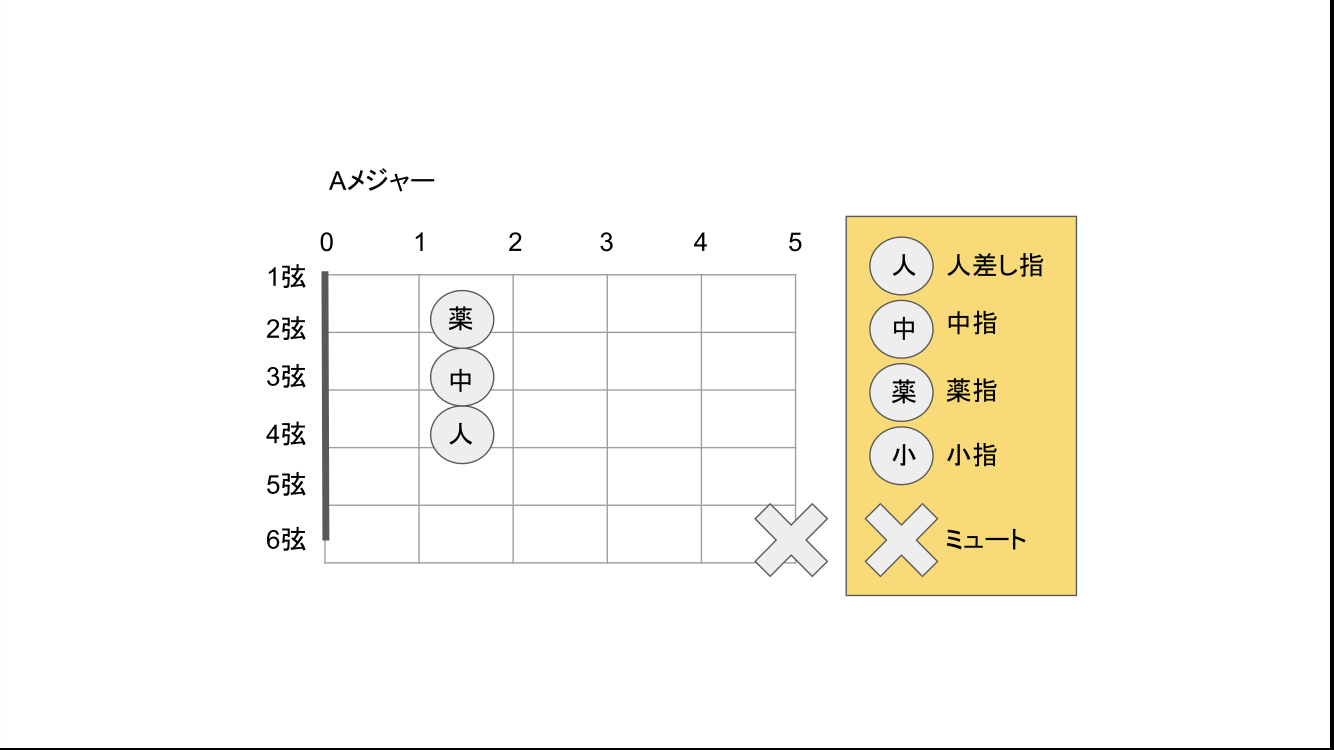 Aメジャー
0 1 2 3 4 5
1弦
2弦
3弦
4弦
5弦
6弦
薬
中
人
人 人差し指
中 中指
薬 薬指
小 小指
ミュート